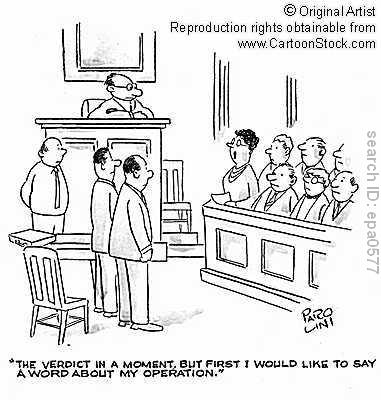 © Original Artist
Reproduction rights obtainable from
www.CartoonStock.com
search ID: epa0577
PARO
LINI
"THE VERDICT IN A MOMENT, BUT FIRST I WOULD LIKE TO SAY
A WORD ABOUT MY OPERATION."